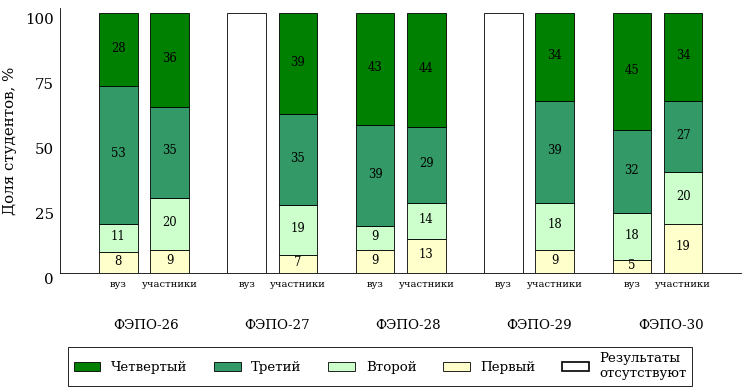 Доля студентов, %
100
75
50
25
0
28 36 39 43 44 34 45 34
53 35 35 39 29 39 32 27
11 20 19 9 14 18 18 20
8 9 7 9 13 9 5 19
вуз участники вуз участники вуз участники вуз участники вуз участники
ФЭПО-26 ФЭПО-27 ФЭПО-28 ФЭПО-29 ФЭПО-30
Четвертый Третий Второй Первый Результаты
отсутствуют